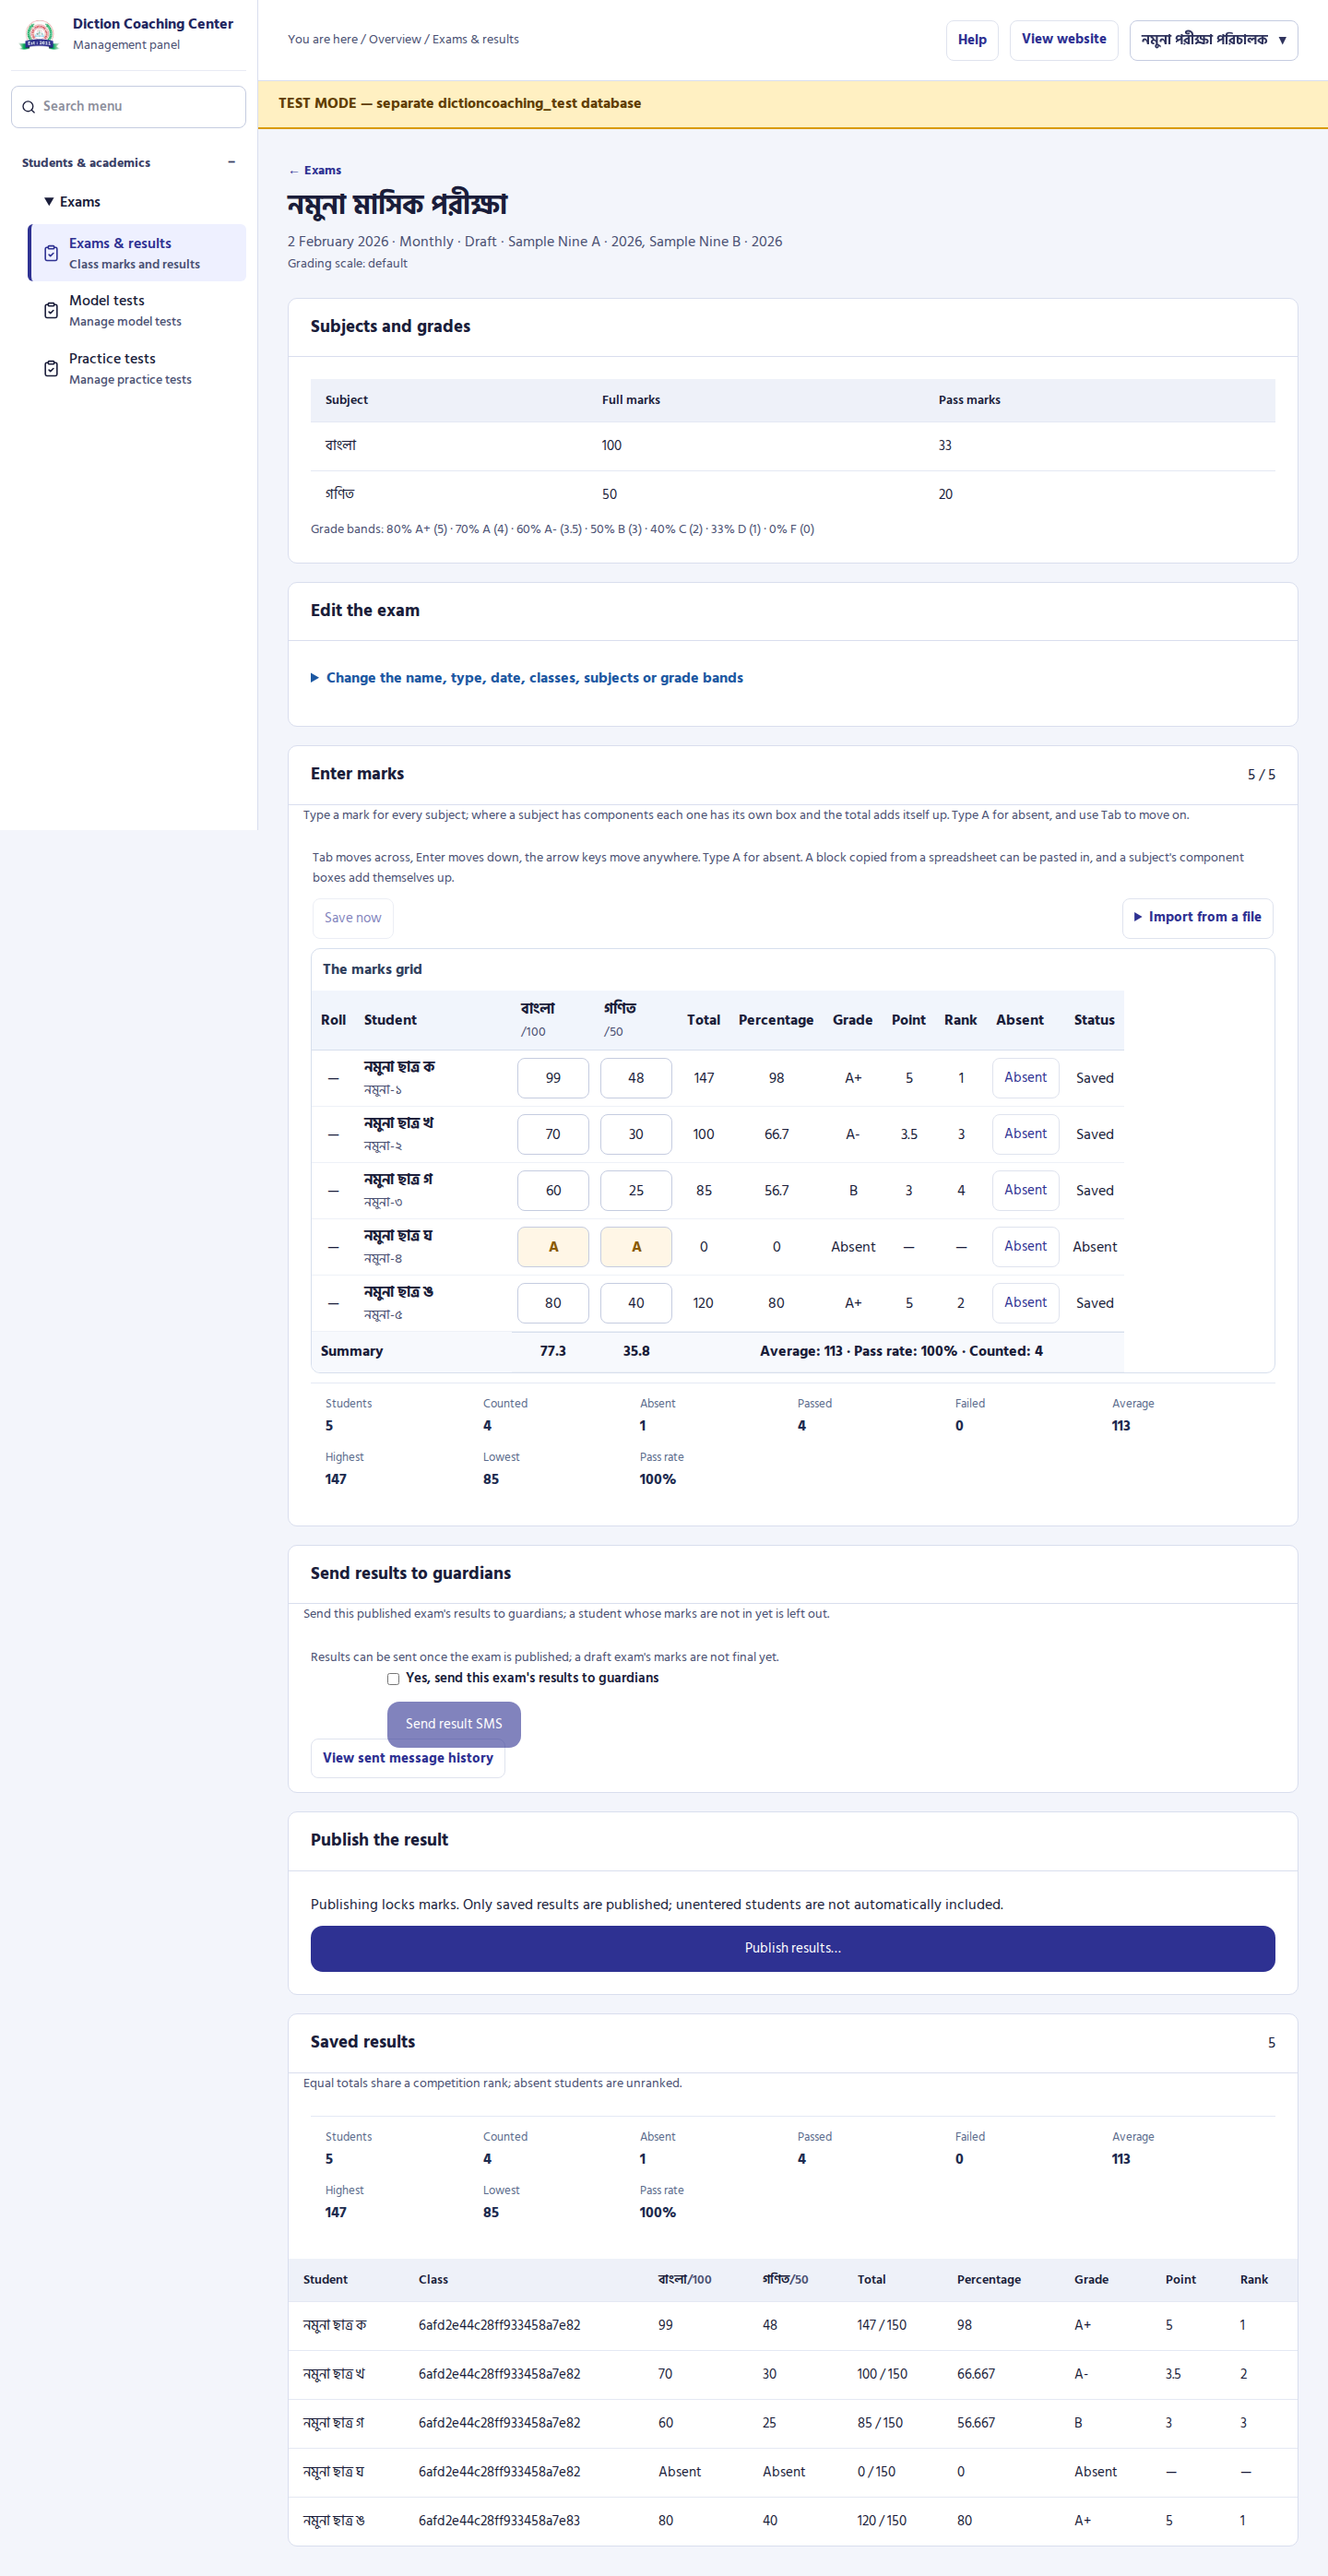 Diction Coaching Center
Management panel
Search menu
Students & academics −
▼ Exams
Exams & results
Class marks and results
Model tests
Manage model tests
Practice tests
Manage practice tests
You are here / Overview / Exams & results
Help
View website
নমুনা পরীক্ষা পরিচালক ▼
TEST MODE — separate dictioncoaching_test database
← Exams
নমুনা মাসিক পরীক্ষা
2 February 2026 · Monthly · Draft · Sample Nine A · 2026, Sample Nine B · 2026
Grading scale: default
Subjects and grades
Subject Full marks Pass marks
বাংলা 100 33
গণিত 50 20
Grade bands: 80% A+ (5) · 70% A (4) · 60% A- (3.5) · 50% B (3) · 40% C (2) · 33% D (1) · 0% F (0)
Edit the exam
▶ Change the name, type, date, classes, subjects or grade bands
Enter marks 5 / 5
Type a mark for every subject; where a subject has components each one has its own box and the total adds itself up. Type A for absent, and use Tab to move on.
Tab moves across, Enter moves down, the arrow keys move anywhere. Type A for absent. A block copied from a spreadsheet can be pasted in, and a subject's component
boxes add themselves up.
Save now
▶ Import from a file
The marks grid
Roll Student বাংলা /100 গণিত /50 Total Percentage Grade Point Rank Absent Status
— নমুনা ছাত্র ক 99 48 147 98 A+ 5 1 Absent Saved
নমুনা-১
— নমুনা ছাত্র খ 70 30 100 66.7 A- 3.5 3 Absent Saved
নমুনা-২
— নমুনা ছাত্র গ 60 25 85 56.7 B 3 4 Absent Saved
নমুনা-৩
— নমুনা ছাত্র ঘ A A 0 0 Absent — — Absent Absent
নমুনা-৪
— নমুনা ছাত্র ঙ 80 40 120 80 A+ 5 2 Absent Saved
নমুনা-৫
Summary 77.3 35.8 Average: 113 · Pass rate: 100% · Counted: 4
Students Counted Absent Passed Failed Average
5 4 1 4 0 113
Highest Lowest Pass rate
147 85 100%
Send results to guardians
Send this published exam's results to guardians; a student whose marks are not in yet is left out.
Results can be sent once the exam is published; a draft exam's marks are not final yet.
Yes, send this exam's results to guardians
Send result SMS
View sent message history
Publish the result
Publishing locks marks. Only saved results are published; unentered students are not automatically included.
Publish results…
Saved results 5
Equal totals share a competition rank; absent students are unranked.
Students Counted Absent Passed Failed Average
5 4 1 4 0 113
Highest Lowest Pass rate
147 85 100%
Student Class বাংলা/100 গণিত/50 Total Percentage Grade Point Rank
নমুনা ছাত্র ক 6afd2e44c28ff933458a7e82 99 48 147 / 150 98 A+ 5 1
নমুনা ছাত্র খ 6afd2e44c28ff933458a7e82 70 30 100 / 150 66.667 A- 3.5 2
নমুনা ছাত্র গ 6afd2e44c28ff933458a7e82 60 25 85 / 150 56.667 B 3 3
নমুনা ছাত্র ঘ 6afd2e44c28ff933458a7e82 Absent Absent 0 / 150 0 Absent — —
নমুনা ছাত্র ঙ 6afd2e44c28ff933458a7e83 80 40 120 / 150 80 A+ 5 1